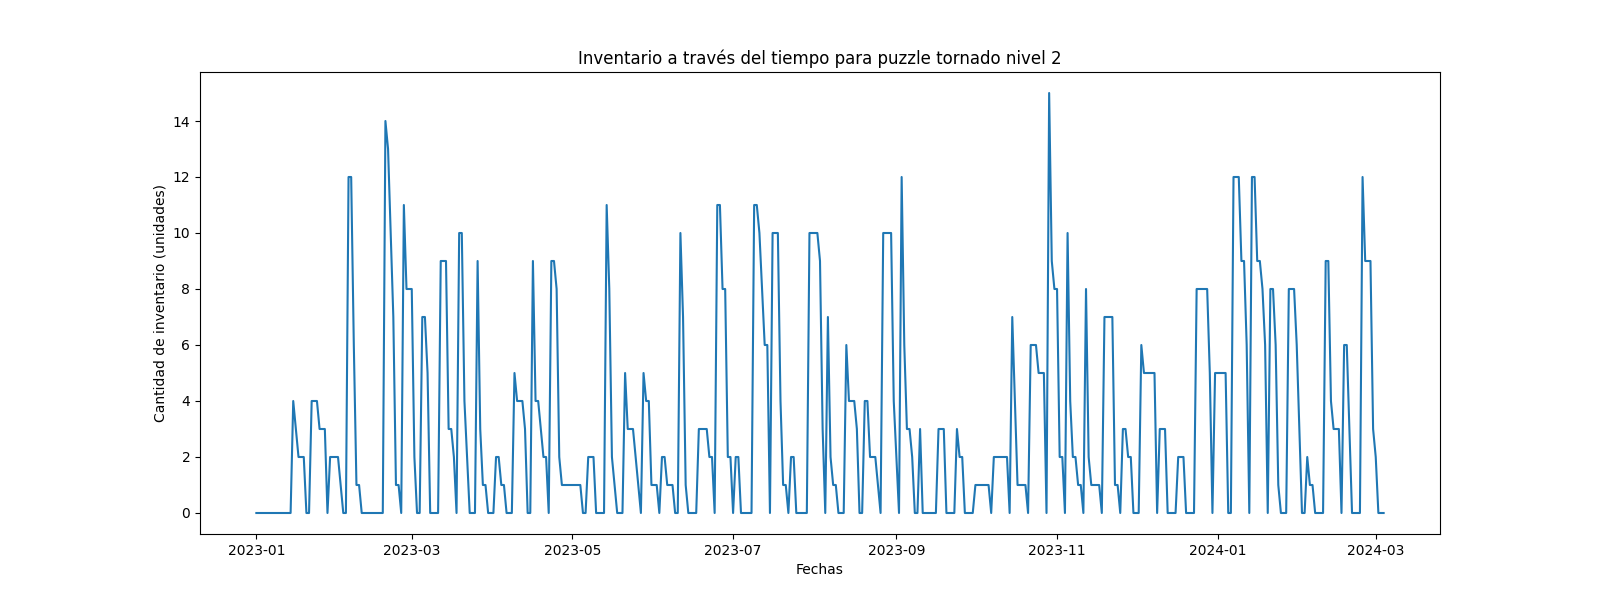 Inventario a través del tiempo para puzzle tornado nivel 2
Cantidad de inventario (unidades)
14
12
10
8
6
4
2
0
2023-01 2023-03 2023-05 2023-07 2023-09 2023-11 2024-01 2024-03
Fechas